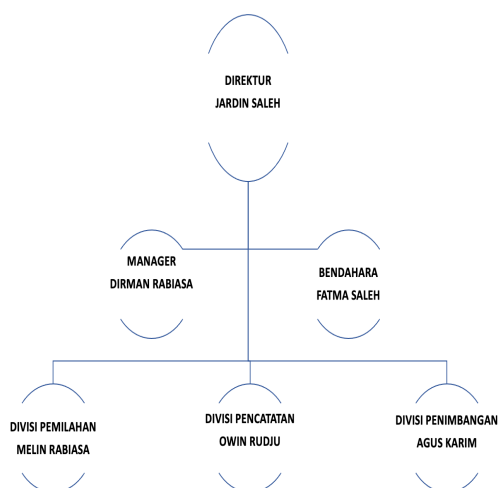 DIREKTUR
JARDIN SALEH
MANAGER
DIRMAN RABIASA
BENDAHARA
FATMA SALEH
DIVISI PEMILAHAN
MELIN RABIASA
DIVISI PENCATATAN
OWIN RUDJU
DIVISI PENIMBANGAN
AGUS KARIM